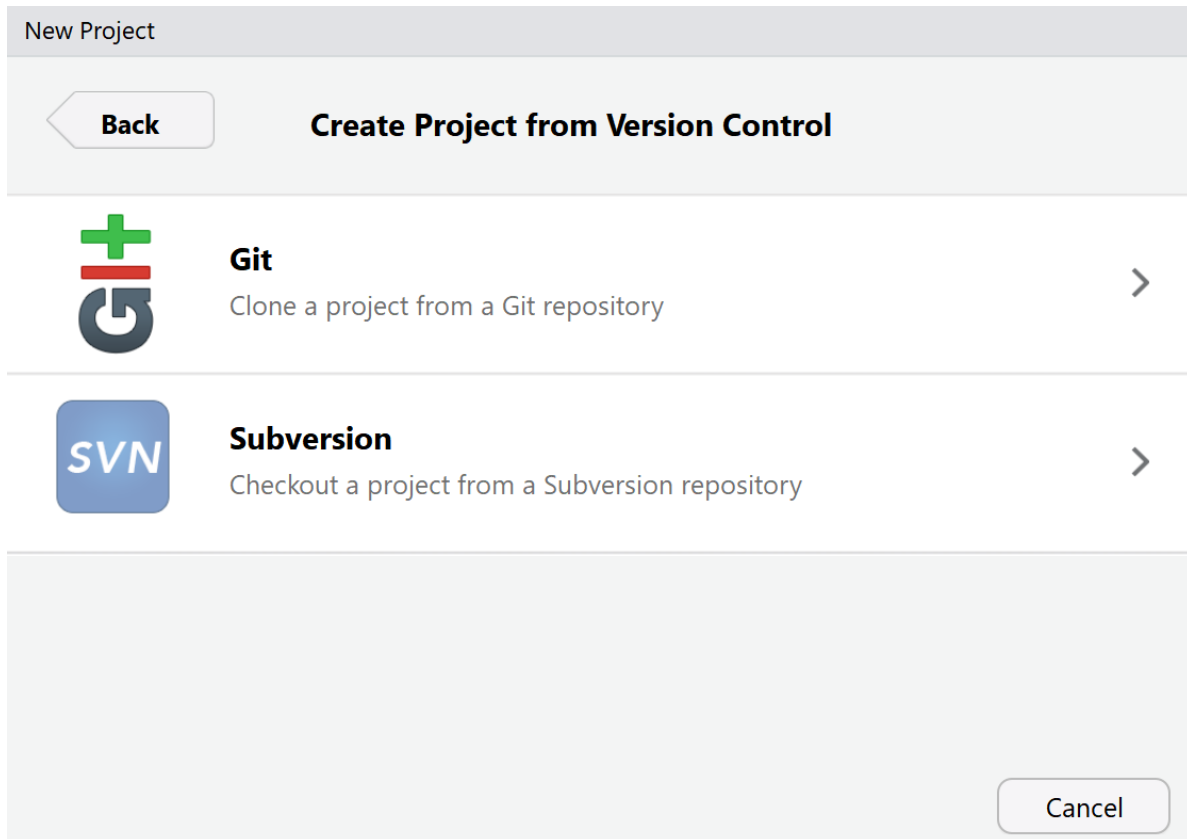 New Project
Back
Create Project from Version Control
Git
Git
Clone a project from a Git repository
SVN
Subversion
Checkout a project from a Subversion repository
Cancel